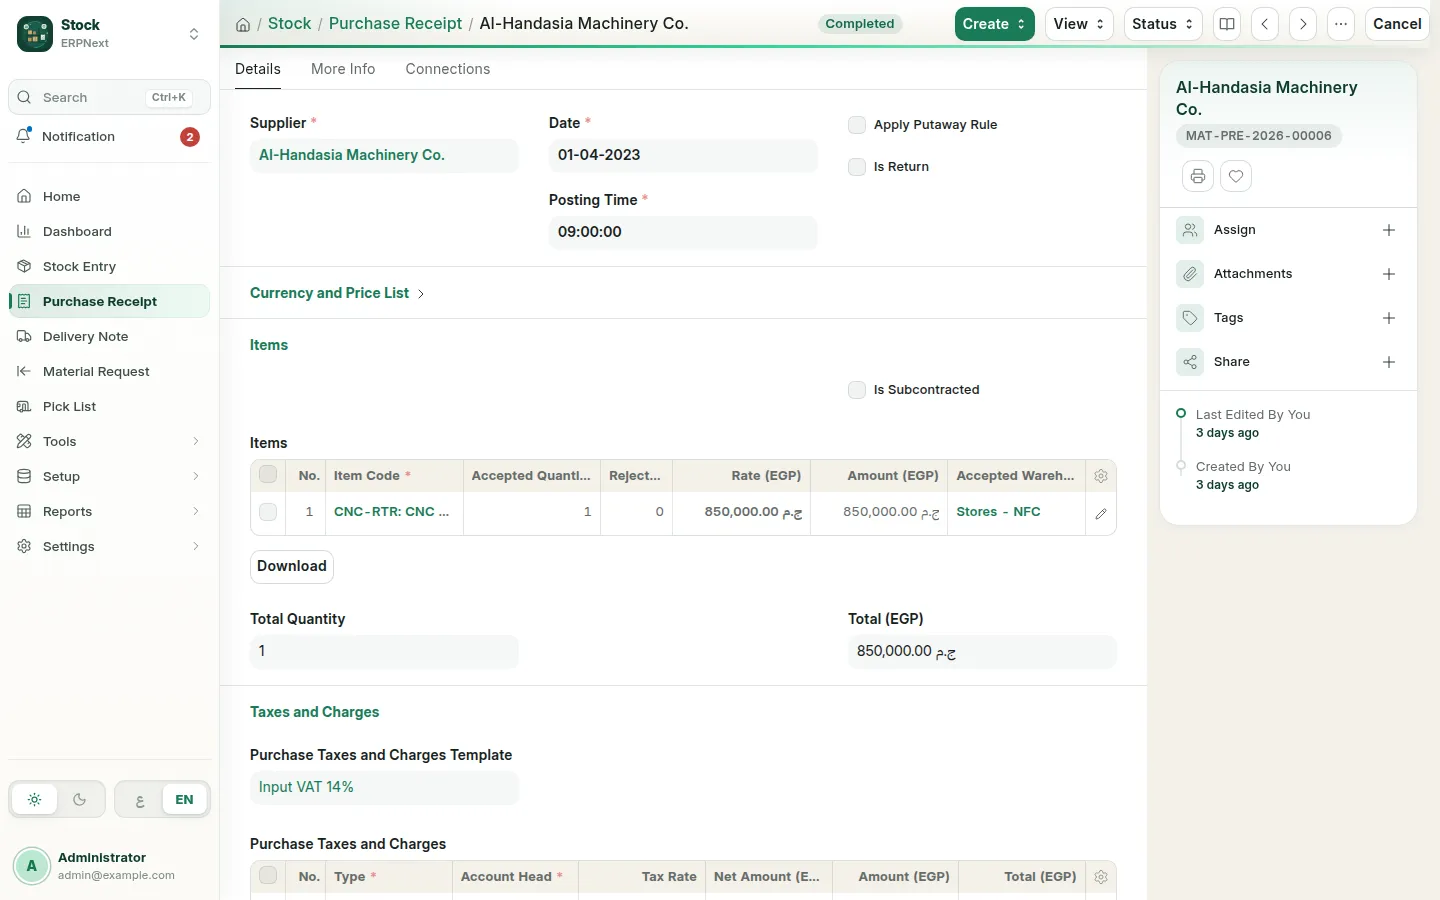 Stock
ERPNext
Search
Ctrl+K
Notification
2
Home
Dashboard
Stock Entry
Purchase Receipt
Delivery Note
Material Request
Pick List
Tools
Setup
Reports
Settings
ع
EN
A
Administrator
admin@example.com
/ Stock / Purchase Receipt / Al-Handasia Machinery Co.
Completed
Create
View
Status
Cancel
Details
More Info
Connections
Supplier *
Al-Handasia Machinery Co.
Date *
01-04-2023
Posting Time *
09:00:00
Apply Putaway Rule
Is Return
Currency and Price List
Items
Is Subcontracted
Items
No. Item Code * Accepted Quanti... Reject... Rate (EGP) Amount (EGP) Accepted Wareh...
1 CNC-RTR: CNC ... 1 0 850,000.00 ج.م 850,000.00 ج.م Stores - NFC
Download
Total Quantity
1
Total (EGP)
850,000.00 ج.م
Taxes and Charges
Purchase Taxes and Charges Template
Input VAT 14%
Purchase Taxes and Charges
No. Type * Account Head * Tax Rate Net Amount (E... Amount (EGP) Total (EGP)
Al-Handasia Machinery
Co.
MAT-PRE-2026-00006
Assign
Attachments
Tags
Share
Last Edited By You
3 days ago
Created By You
3 days ago